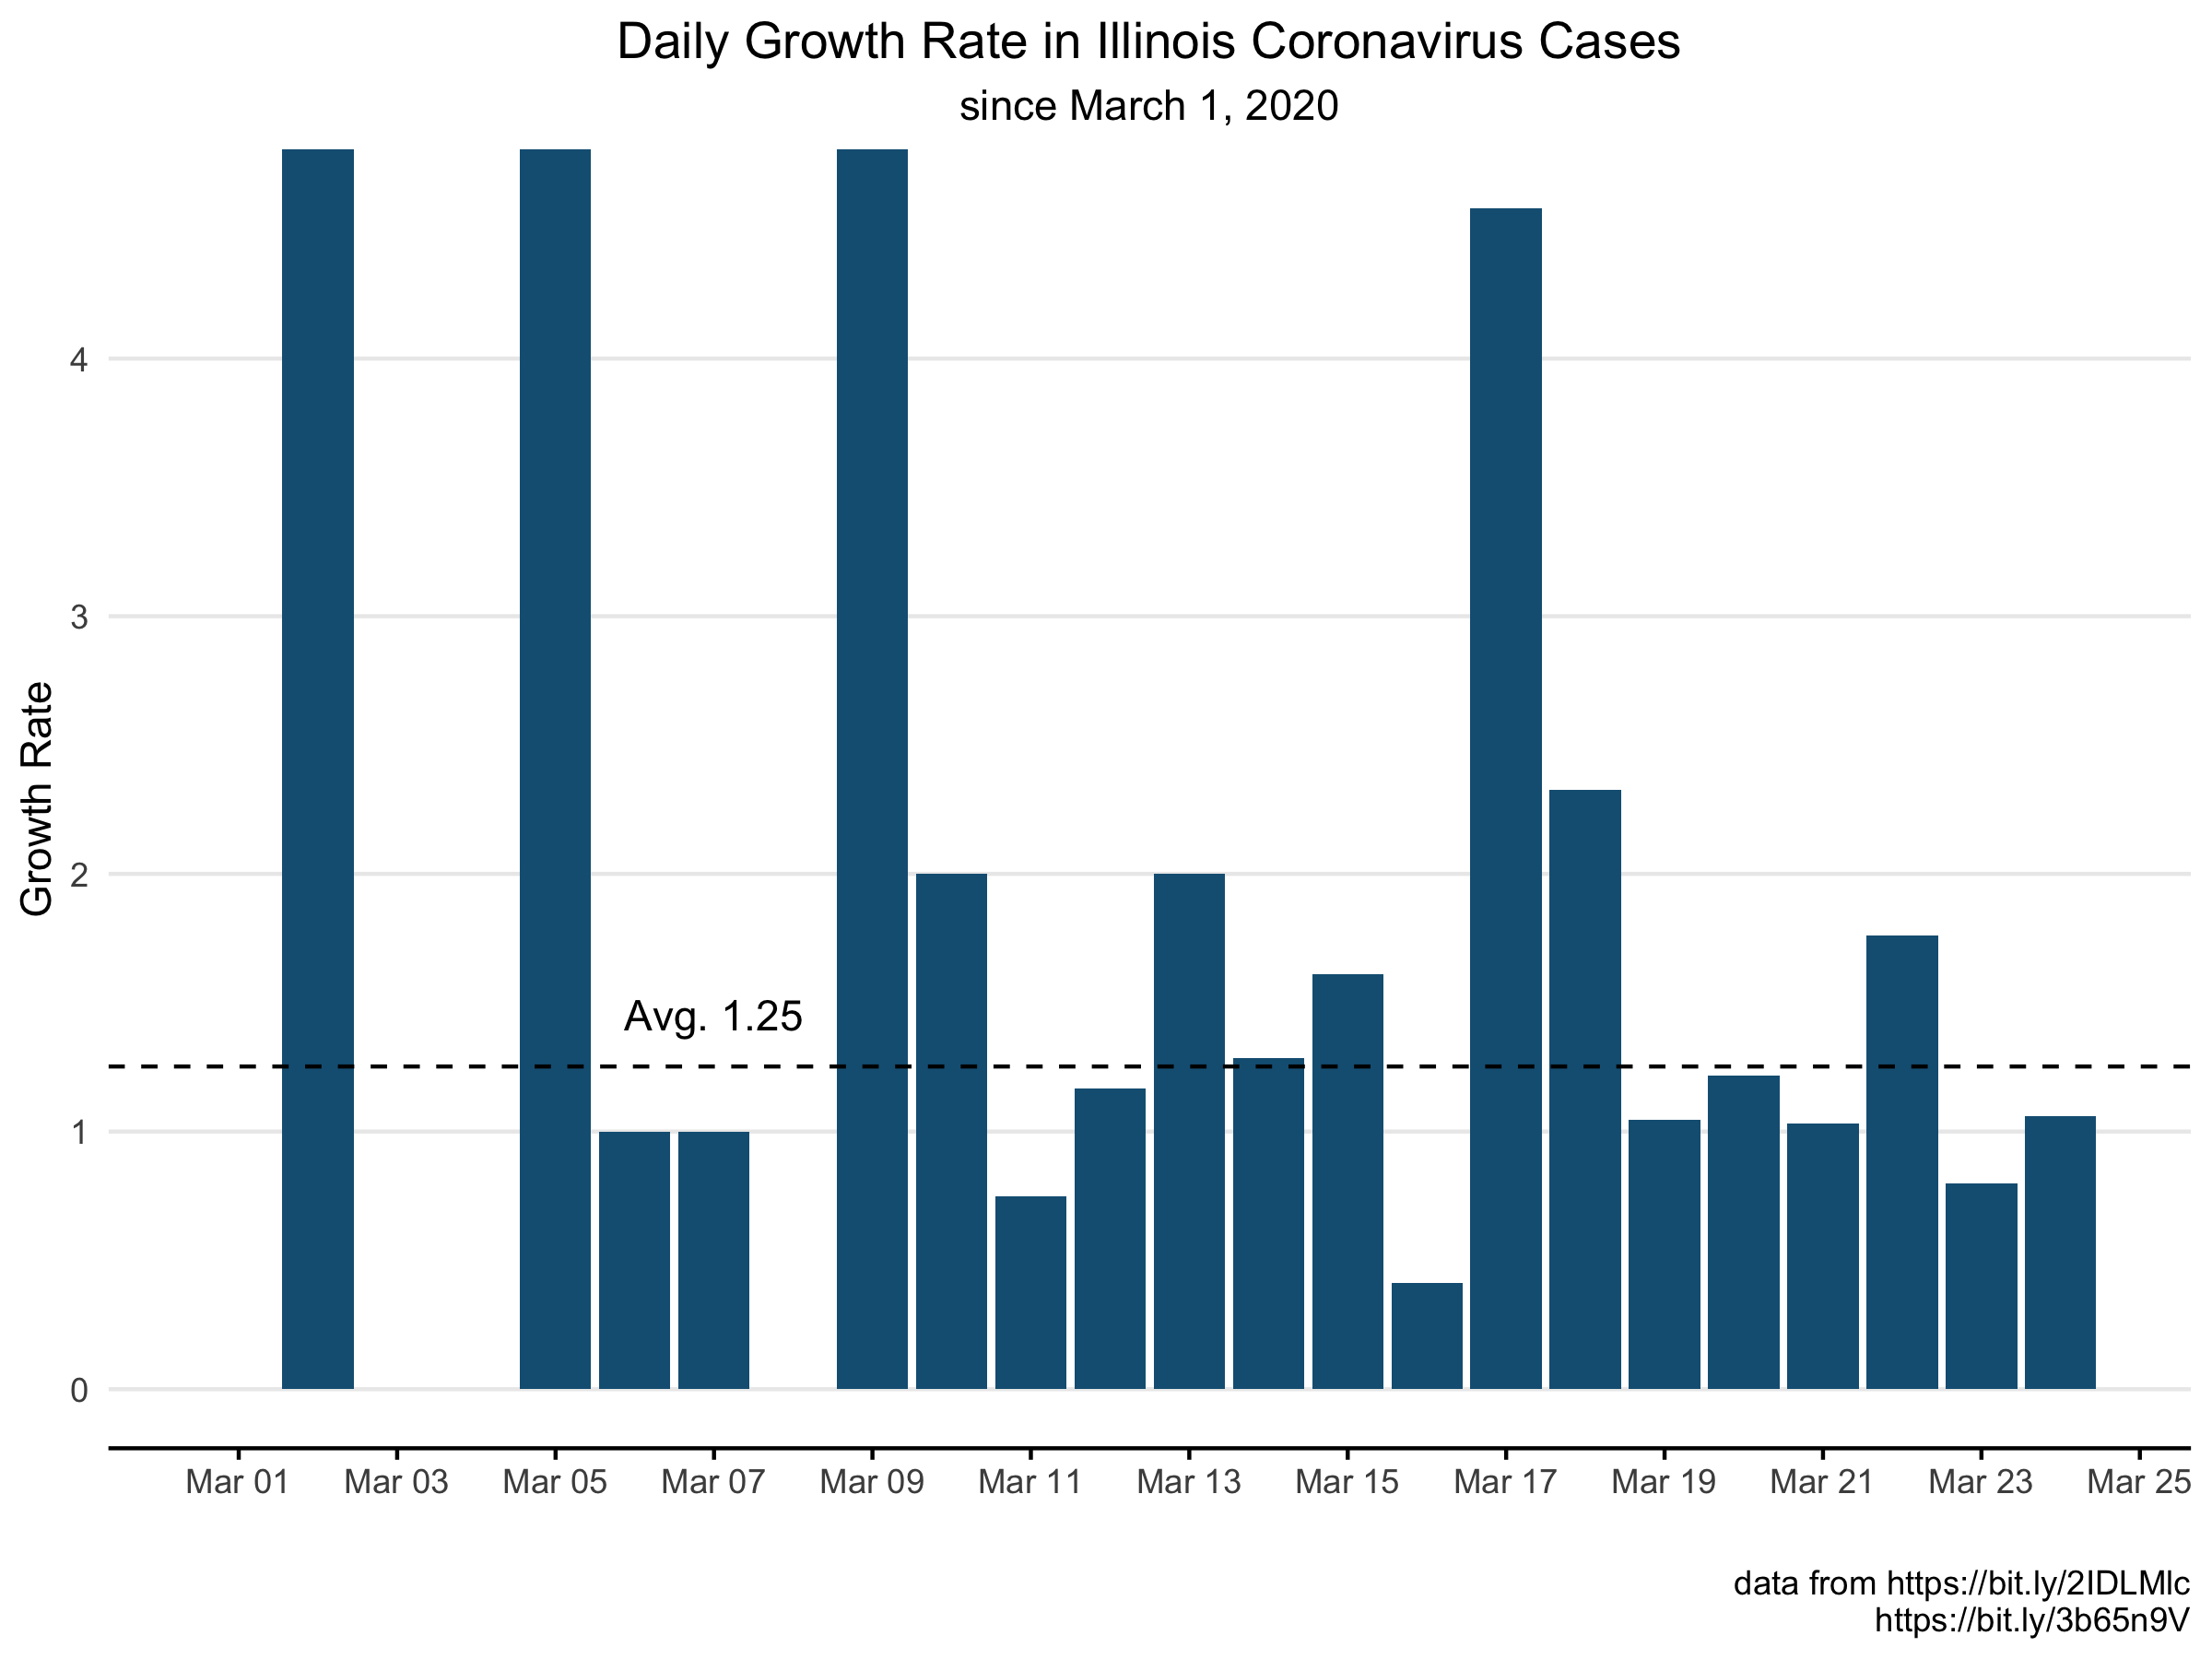 Daily Growth Rate in Illinois Coronavirus Cases
since March 1, 2020
Growth Rate
4
3
2
1
0
Avg. 1.25
Mar 01 Mar 03 Mar 05 Mar 07 Mar 09 Mar 11 Mar 13 Mar 15 Mar 17 Mar 19 Mar 21 Mar 23 Mar 25
data from https://bit.ly/2IDLMlc
https://bit.ly/3b65n9V